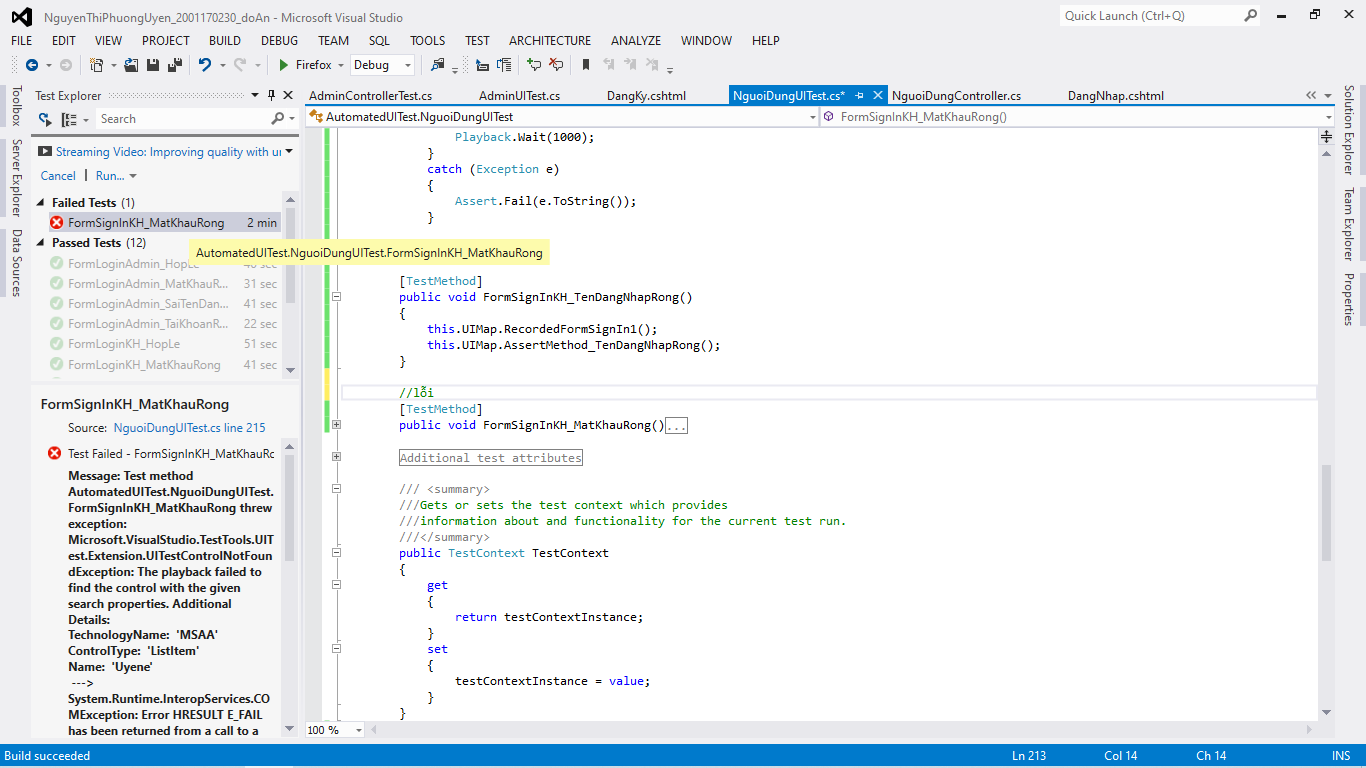 NguyenThiPhuongUyen_2001170230_doAn - Microsoft Visual Studio
Quick Launch (Ctrl+Q)
FILE EDIT VIEW PROJECT BUILD DEBUG TEAM SQL TOOLS TEST ARCHITECTURE ANALYZE WINDOW HELP
Firefox Debug
Toolbox
Server Explorer
Data Sources
Test Explorer
Search
Streaming Video: Improving quality with ur
Cancel | Run...
Failed Tests (1)
FormSignInKH_MatKhauRong 2 min
Passed Tests (12)
AutomatedUITest.NguoiDungUITest.FormSignInKH_MatKhauRong
FormLoginAdmin_HopLe 40 sec
FormLoginAdmin_MatKhauR... 31 sec
FormLoginAdmin_SaiTenDan... 41 sec
FormLoginAdmin_TaiKhoanR... 22 sec
FormLoginKH_HopLe 51 sec
FormLoginKH_MatKhauRong 41 sec
FormSignInKH_MatKhauRong
Source: NguoiDungUITest.cs line 215
Test Failed - FormSignInKH_MatKhauRc
Message: Test method
AutomatedUITest.NguoiDungUITest.
FormSignInKH_MatKhauRong threw
exception:
Microsoft.VisualStudio.TestTools.UIT
est.Extension.UITestControlNotFoun
dException: The playback failed to
find the control with the given
search properties. Additional
Details:
TechnologyName: 'MSAA'
ControlType: 'ListItem'
Name: 'Uyene'
--->
System.Runtime.InteropServices.CO
MException: Error HRESULT E_FAIL
has been returned from a call to a
AdminControllerTest.cs AdminUITest.cs DangKy.cshtml NguoiDungUITest.cs* NguoiDungController.cs DangNhap.cshtml
AutomatedUITest.NguoiDungUITest FormSignInKH_MatKhauRong()
Playback.Wait(1000);
}
catch (Exception e)
{
Assert.Fail(e.ToString());
}
[TestMethod]
public void FormSignInKH_TenDangNhapRong()
{
this.UIMap.RecordedFormSignIn1();
this.UIMap.AssertMethod_TenDangNhapRong();
}
//lỗi
[TestMethod]
public void FormSignInKH_MatKhauRong()...
Additional test attributes
/// <summary>
///Gets or sets the test context which provides
///information about and functionality for the current test run.
///</summary>
public TestContext TestContext
{
get
{
return testContextInstance;
}
set
{
testContextInstance = value;
}
}
100 %
Solution Explorer
Team Explorer
Properties
Build succeeded Ln 213 Col 14 Ch 14 INS